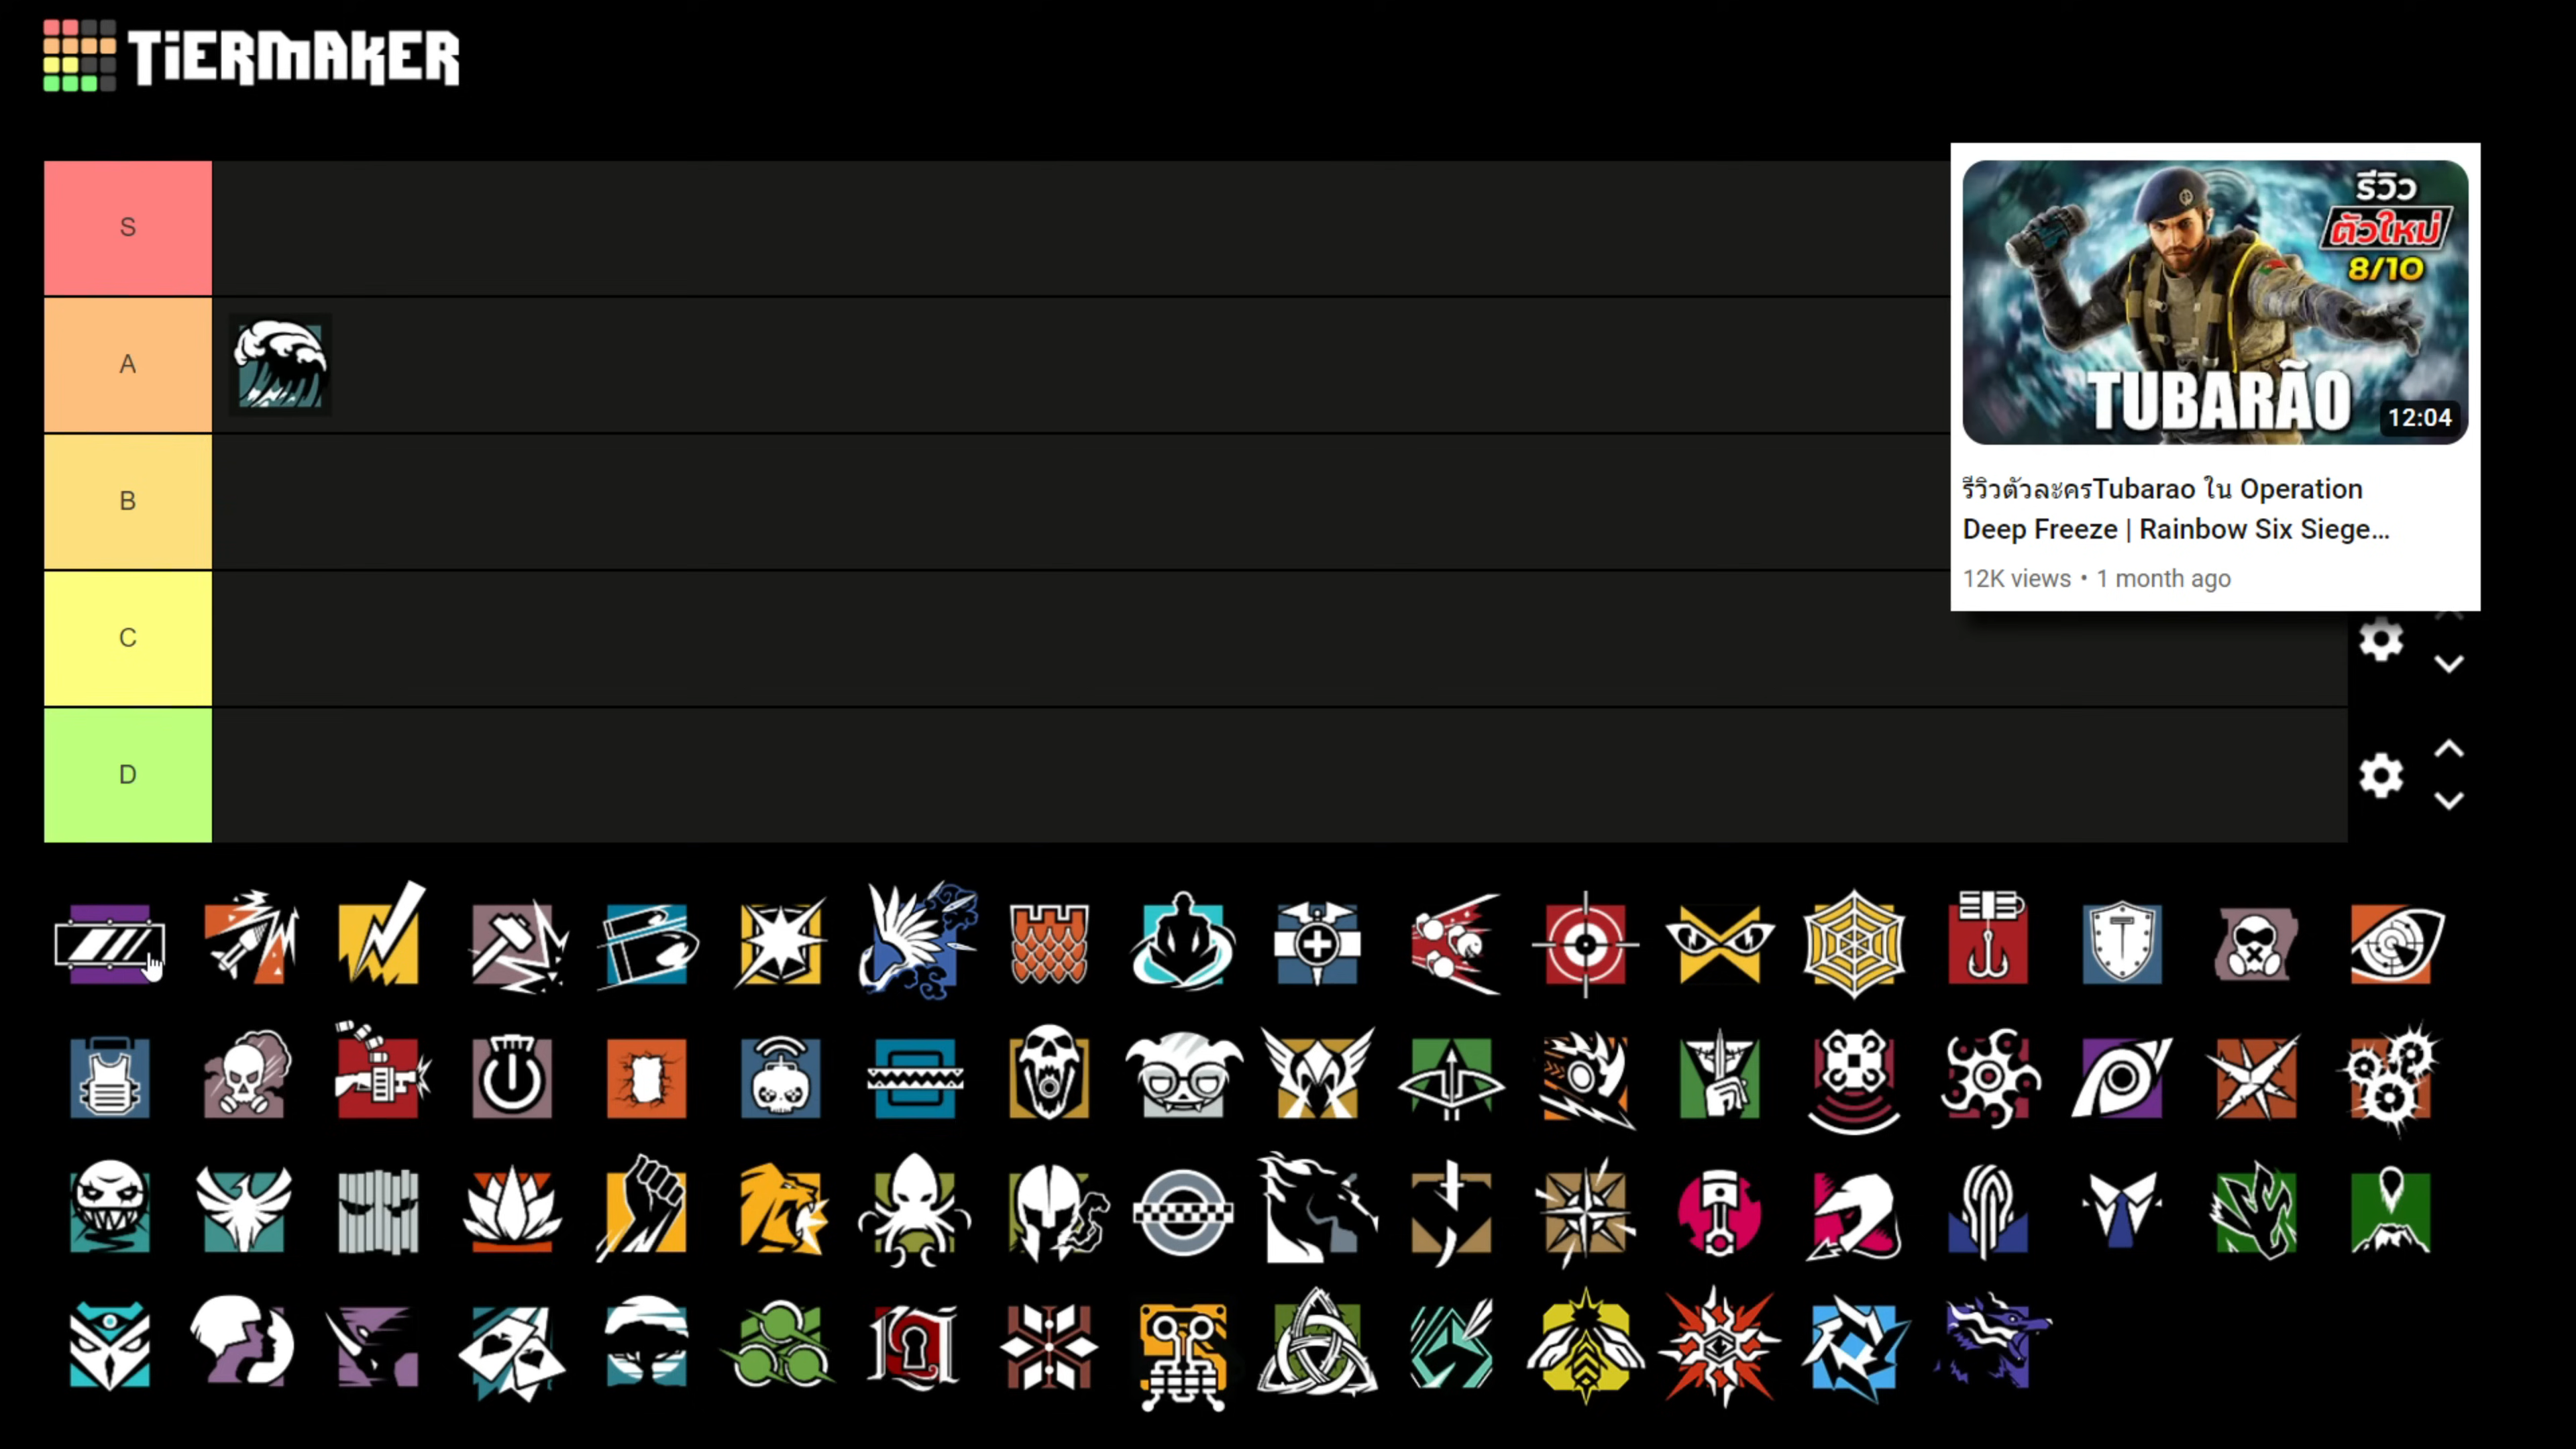 TiERMAKER
S
A
B
C
D
รีวิว
ตัวใหม่
8/10
TUBARÃO
12:04
รีวิวตัวละครTubarao ใน Operation
Deep Freeze | Rainbow Six Siege...
12K views • 1 month ago